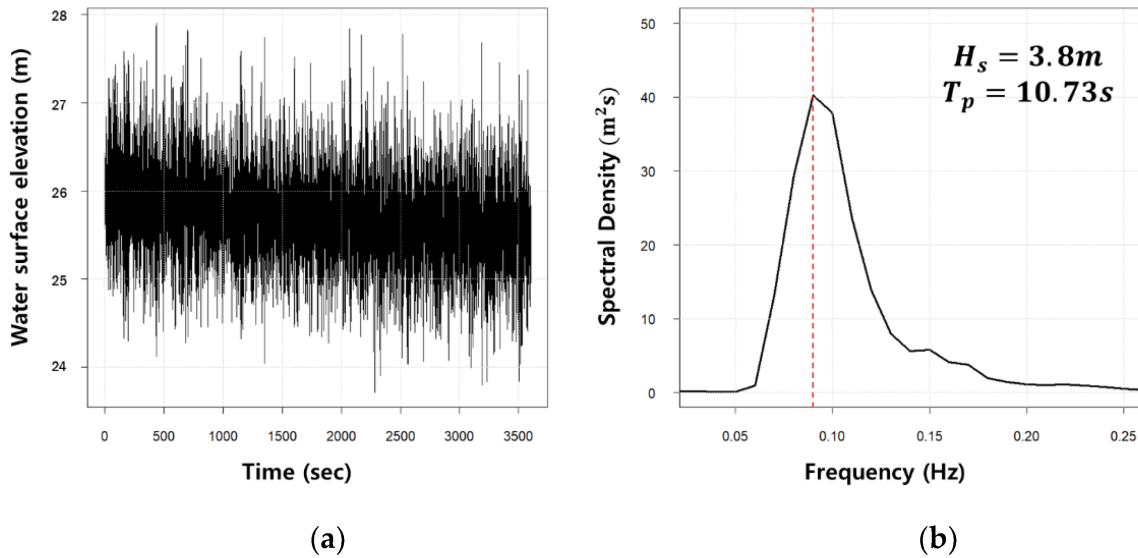 28
27
26
25
24
Water surface elevation (m)
0 500 1000 1500 2000 2500 3000 3500
Time (sec)
(a)
50
40
30
20
10
0
Spectral Density (m²s)
H_s = 3.8m
T_p = 10.73s
0.05 0.10 0.15 0.20 0.25
Frequency (Hz)
(b)